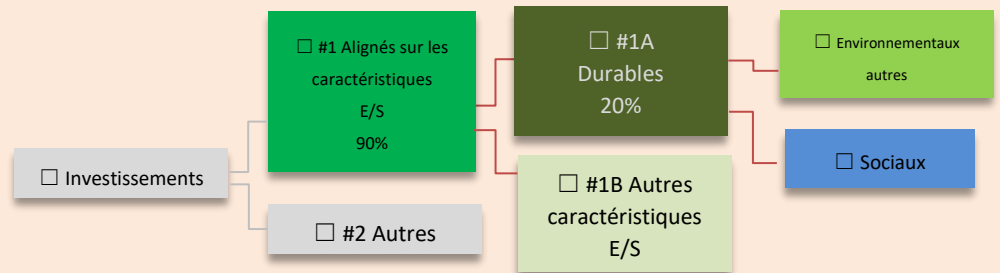 ☐ Investissements
☐ #1 Alignés sur les
caractéristiques
E/S
90%
☐ #2 Autres
☐ #1A
Durables
20%
☐ #1B Autres
caractéristiques
E/S
☐ Environnementaux
autres
☐ Sociaux